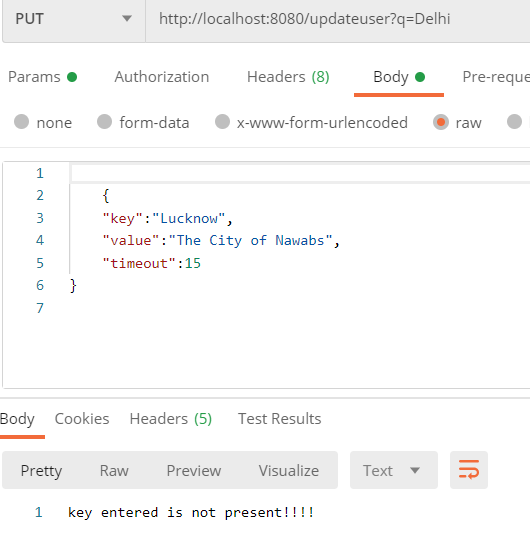 PUT http://localhost:8080/updateuser?q=Delhi
Params Authorization Headers (8) Body Pre-reque
none form-data x-www-form-urlencoded raw
1
2 {
3 "key":"Lucknow",
4 "value":"The City of Nawabs",
5 "timeout":15
6 }
7
Body Cookies Headers (5) Test Results
Pretty Raw Preview Visualize Text
1 key entered is not present!!!!